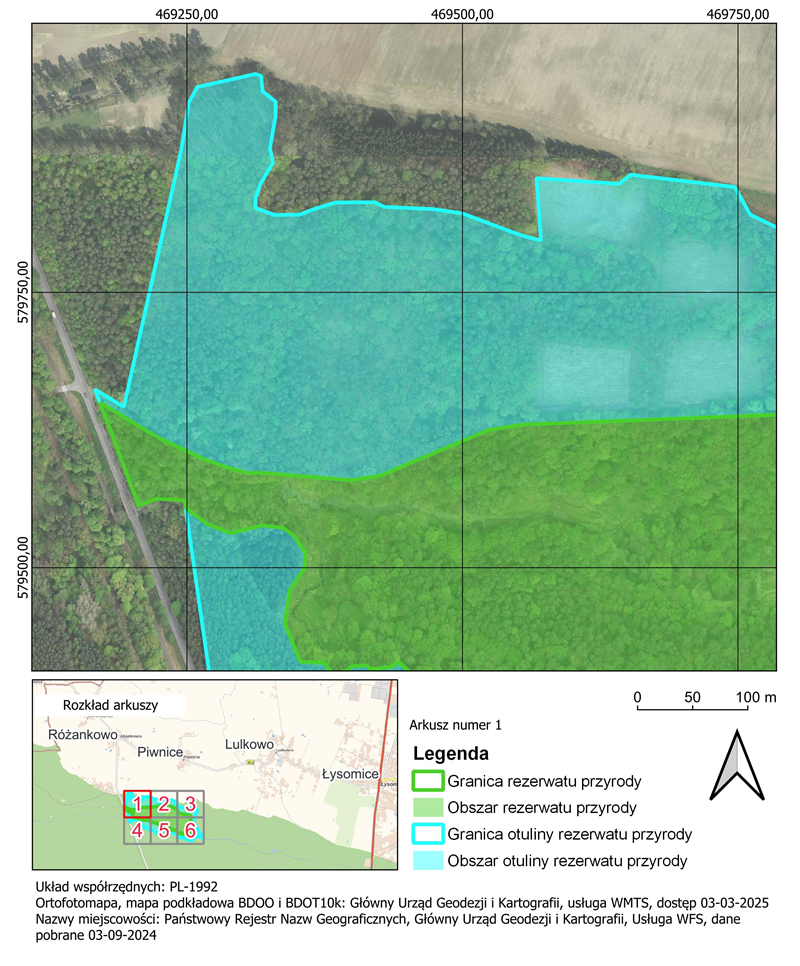 469250,00 469500,00 469750,00
579750,00
579500,00
Rozkład arkuszy
Różankowo
Piwnice
Piwnice
Lulkowo
Łysomice
1 2 3
4 5 6
0 50 100 m
Arkusz numer 1
Legenda
Granica rezerwatu przyrody
Obszar rezerwatu przyrody
Granica otuliny rezerwatu przyrody
Obszar otuliny rezerwatu przyrody
Układ współrzędnych: PL-1992
Ortofotomapa, mapa podkładowa BDOO i BDOT10k: Główny Urząd Geodezji i Kartografii, usługa WMTS, dostęp 03-03-2025
Nazwy miejscowości: Państwowy Rejestr Nazw Geograficznych, Główny Urząd Geodezji i Kartografii, Usługa WFS, dane
pobrane 03-09-2024